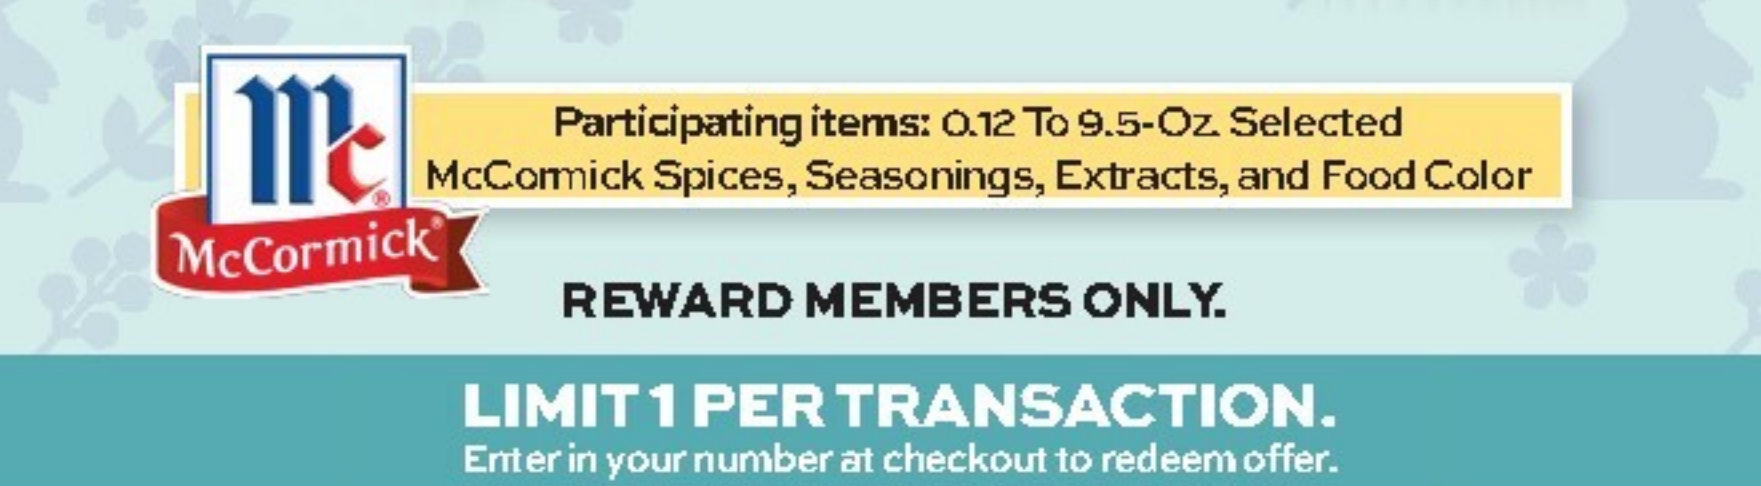 Participating items: 0.12 To 9.5-Oz. Selected
McCormick Spices, Seasonings, Extracts, and Food Color
Mc®
McCormick®
REWARD MEMBERS ONLY.
LIMIT 1 PER TRANSACTION.
Enter in your number at checkout to redeem offer.